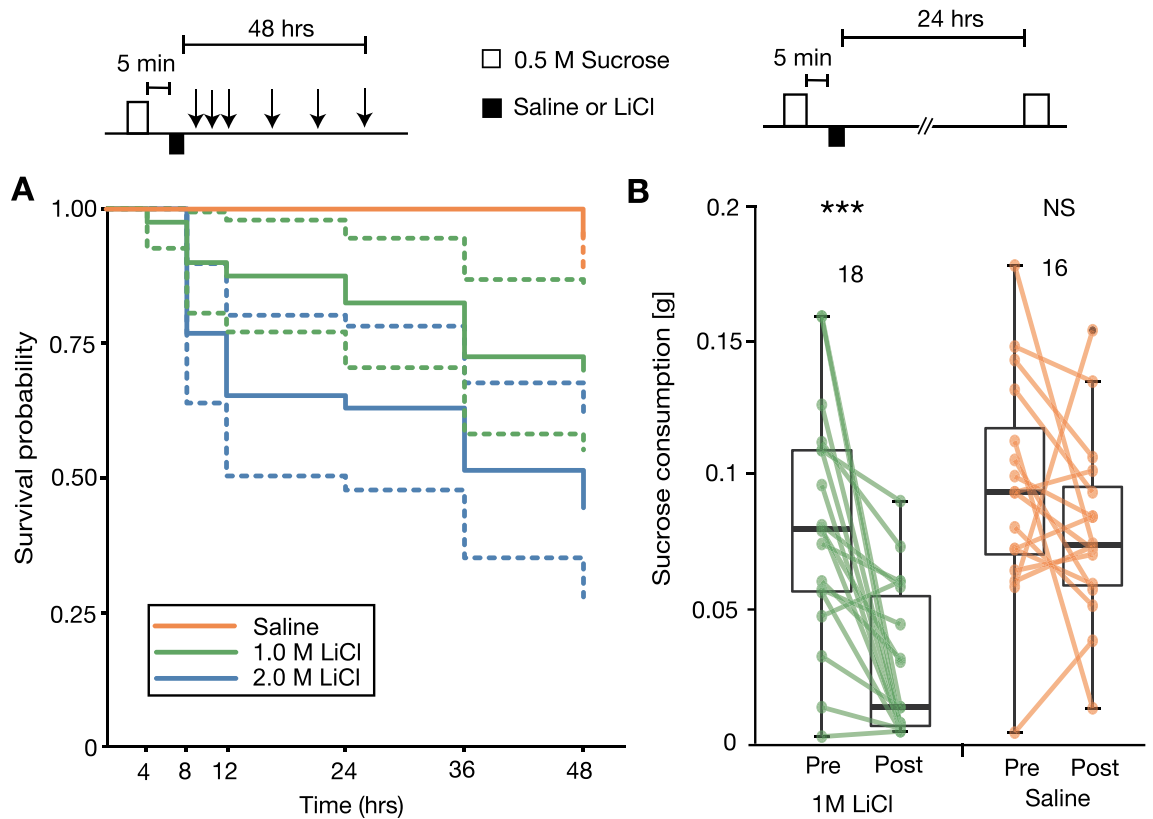 48 hrs
5 min
0.5 M Sucrose
Saline or LiCl
24 hrs
5 min
A
1.00
0.75
0.50
0.25
0
Survival probability
Saline
1.0 M LiCl
2.0 M LiCl
4 8 12 24 36 48
Time (hrs)
B
0.2
0.15
0.1
0.05
0
Sucrose consumption [g]
*** NS
18 16
Pre Post Pre Post
1M LiCl Saline